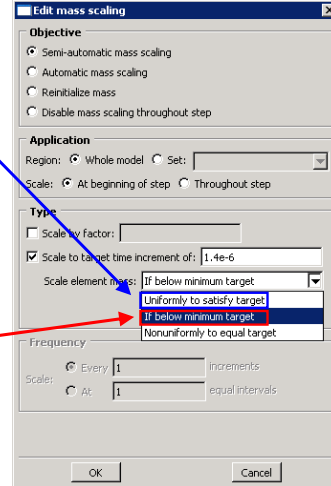 Edit mass scaling
Objective
Semi-automatic mass scaling
Automatic mass scaling
Reinitialize mass
Disable mass scaling throughout step
Application
Region: Whole model Set:
Scale: At beginning of step Throughout step
Type
Scale by factor:
Scale to target time increment of: 1.4e-6
Scale element mass: If below minimum target
Uniformly to satisfy target
If below minimum target
Nonuniformly to equal target
Frequency
Scale: Every 1 increments
At 1 equal intervals
OK Cancel